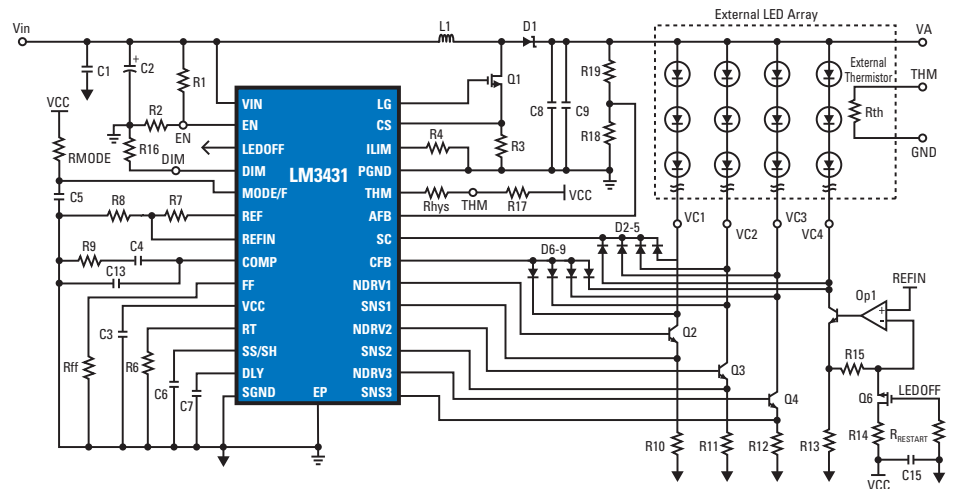 External LED Array
Vin
L1
D1
VA
C1
C2
+
R1
Q1
R19
External
Thermistor
THM
VCC
VIN
LG
C8
C9
Rth
R2
EN
EN
CS
R18
R16
LEDOFF
ILIM
R4
R3
GND
RMODE
DIM
DIM
LM3431
PGND
MODE/F
THM
Rhys
THM
R17
VCC
C5
R8
R7
REF
AFB
VC1
VC2
VC3
VC4
REFIN
SC
D2-5
R9
C4
COMP
CFB
D6-9
C13
FF
NDRV1
REFIN
VCC
SNS1
Op1
+
-
C3
RT
NDRV2
Q2
Rff
R6
SS/SH
SNS2
Q3
R15
DLY
NDRV3
Q6
LEDOFF
C6
C7
SGND
EP
SNS3
Q4
R10
R11
R12
R13
R14
RRESTART
C15
VCC